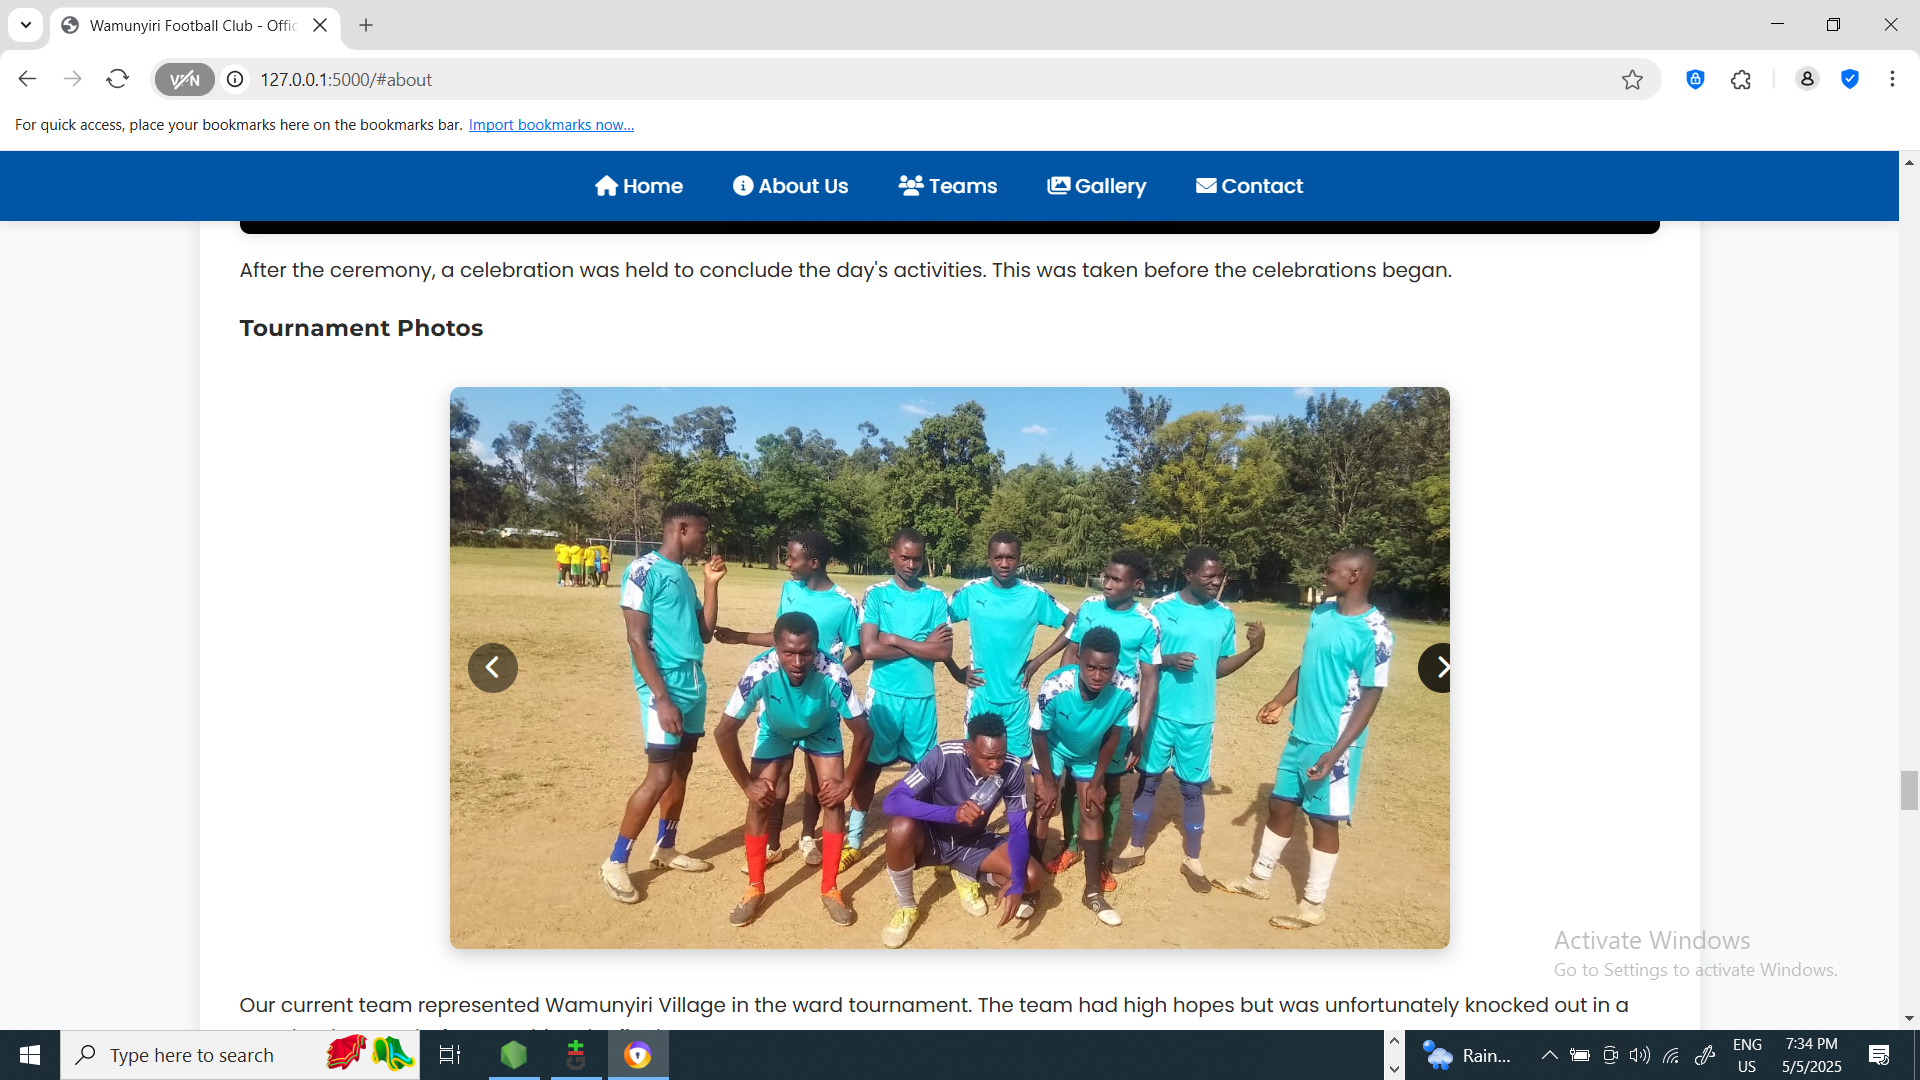 Wamunyiri Football Club - Offic
VPN
127.0.0.1:5000/#about
For quick access, place your bookmarks here on the bookmarks bar. Import bookmarks now...
Home About Us Teams Gallery Contact
After the ceremony, a celebration was held to conclude the day's activities. This was taken before the celebrations began.
Tournament Photos
Activate Windows
Go to Settings to activate Windows.
Our current team represented Wamunyiri Village in the ward tournament. The team had high hopes but was unfortunately knocked out in a
Type here to search
Rain...
ENG
US
7:34 PM
5/5/2025